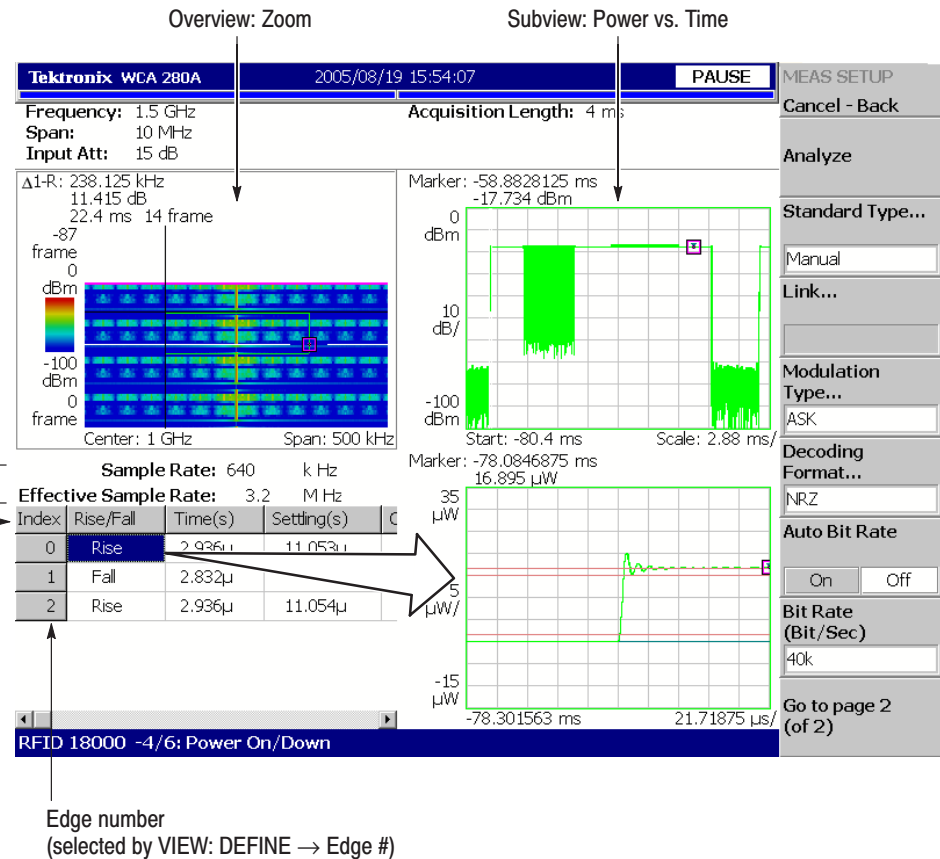 Overview: Zoom
Subview: Power vs. Time
Tektronix WCA 280A
2005/08/19 15:54:07
PAUSE
Frequency: 1.5 GHz
Span: 10 MHz
Input Att: 15 dB
Acquisition Length: 4 ms
Δ1-R: 238.125 kHz
11.415 dB
22.4 ms 14 frame
-87
frame
0
dBm
-100
dBm
0
frame
Center: 1 GHz
Span: 500 kHz
Marker: -58.8828125 ms
-17.734 dBm
0
dBm
10
dB/
-100
dBm
Start: -80.4 ms
Scale: 2.88 ms/
Sample Rate: 640 k Hz
Effective Sample Rate: 3.2 M Hz
Index Rise/Fall Time(s) Settling(s)
0 Rise 2.936µ 11.053µ
1 Fall 2.832µ
2 Rise 2.936µ 11.054µ
Marker: -78.0846875 ms
16.895 µW
35
µW
5
µW/
-15
µW
-78.301563 ms
21.71875 µs/
RFID 18000 -4/6: Power On/Down
MEAS SETUP
Cancel - Back
Analyze
Standard Type...
Manual
Link...
Modulation
Type...
ASK
Decoding
Format...
NRZ
Auto Bit Rate
On Off
Bit Rate
(Bit/Sec)
40k
Go to page 2
(of 2)
Edge number
(selected by VIEW: DEFINE → Edge #)